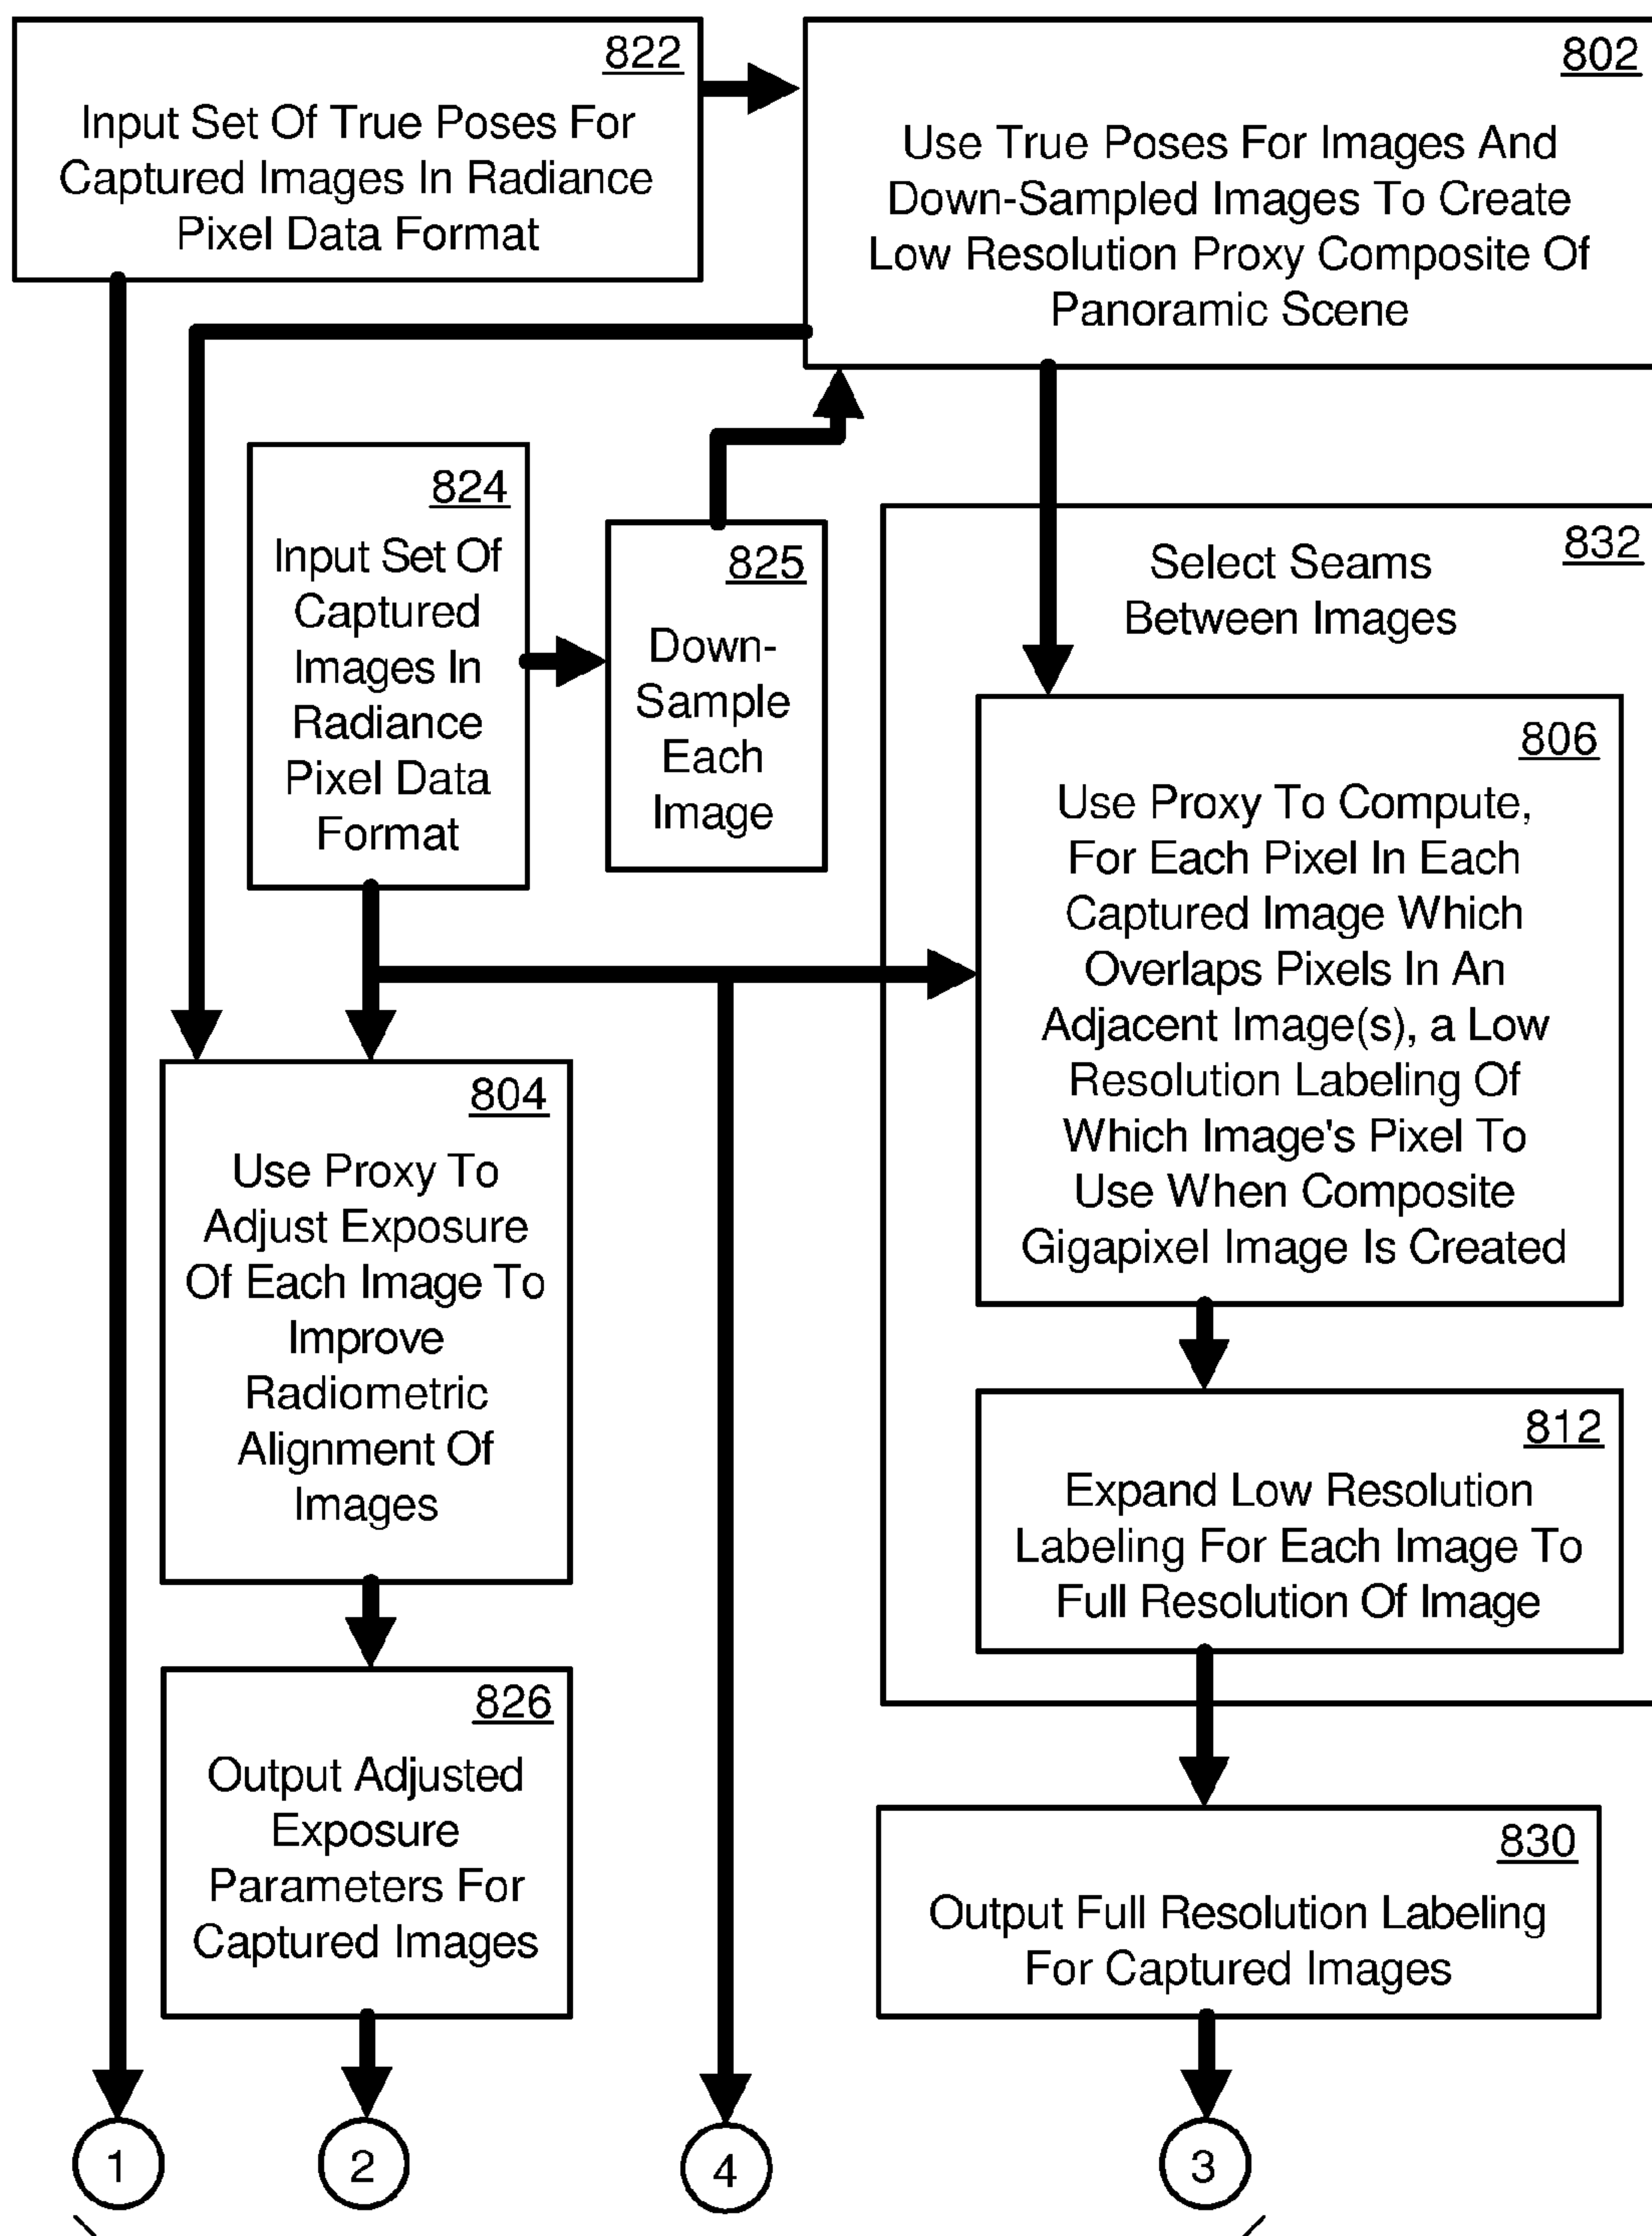 822
Input Set Of True Poses For
Captured Images In Radiance
Pixel Data Format
802
Use True Poses For Images And
Down-Sampled Images To Create
Low Resolution Proxy Composite Of
Panoramic Scene
824
Input Set Of
Captured
Images In
Radiance
Pixel Data
Format
825
Down-
Sample
Each
Image
832
Select Seams
Between Images
806
Use Proxy To Compute,
For Each Pixel In Each
Captured Image Which
Overlaps Pixels In An
Adjacent Image(s), a Low
Resolution Labeling Of
Which Image's Pixel To
Use When Composite
Gigapixel Image Is Created
804
Use Proxy To
Adjust Exposure
Of Each Image To
Improve
Radiometric
Alignment Of
Images
812
Expand Low Resolution
Labeling For Each Image To
Full Resolution Of Image
826
Output Adjusted
Exposure
Parameters For
Captured Images
830
Output Full Resolution Labeling
For Captured Images
1
2
4
3